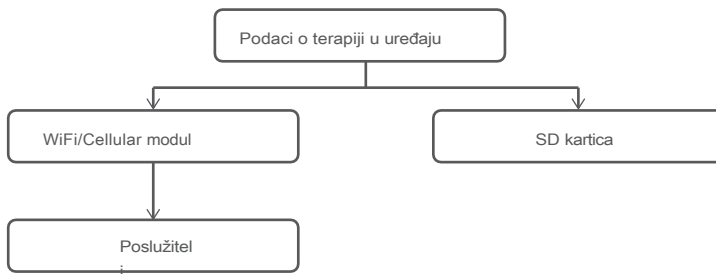 Podaci o terapiji u uređaju
WiFi/Cellular modul
SD kartica
Poslužitel